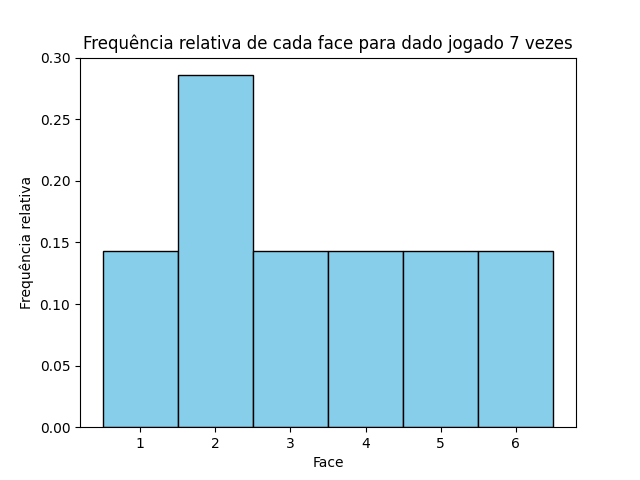 Frequência relativa de cada face para dado jogado 7 vezes
0.30
0.25
0.20
0.15
0.10
0.05
0.00
Frequência relativa
1 2 3 4 5 6
Face